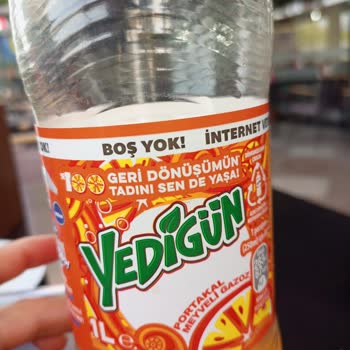 BOŞ YOK! İNTERNET
%100 GERİ DÖNÜŞÜMÜN
TADINI SEN DE YAŞA!
YEDİGÜN
PORTAKAL
MEYVELİ GAZOZ
1L e